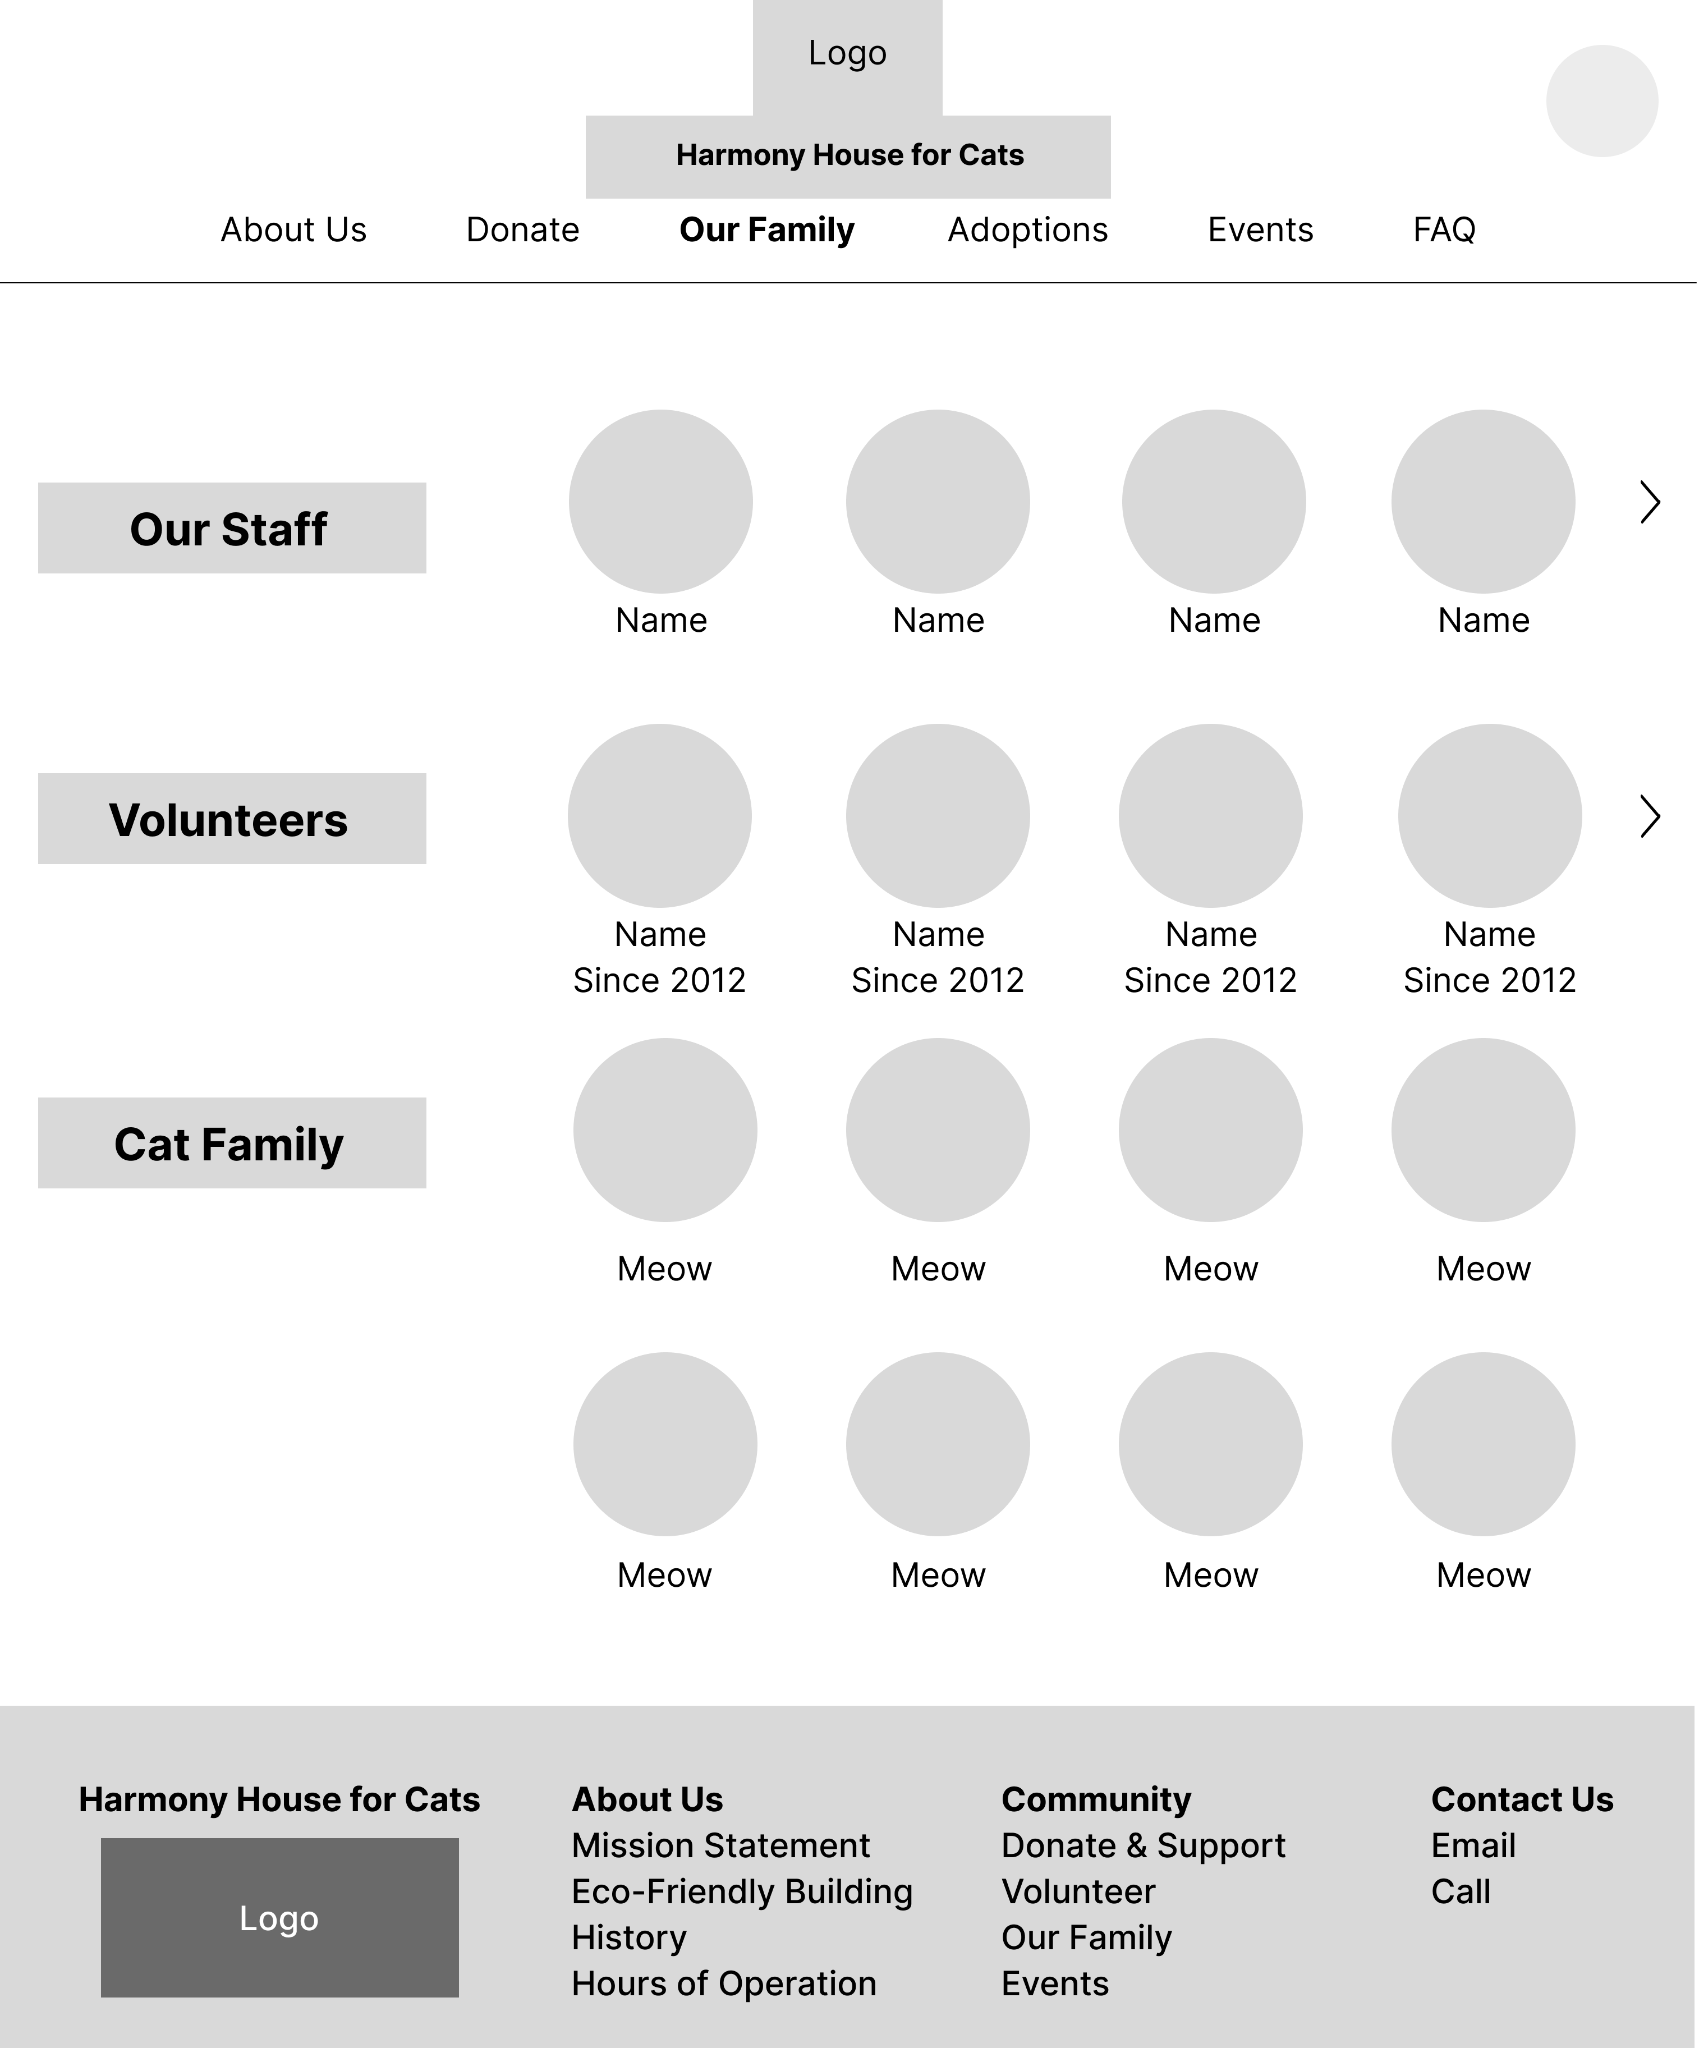 Logo
Harmony House for Cats
About Us Donate Our Family Adoptions Events FAQ
Our Staff
Name Name Name Name
Volunteers
Name Name Name Name
Since 2012 Since 2012 Since 2012 Since 2012
Cat Family
Meow Meow Meow Meow
Meow Meow Meow Meow
Harmony House for Cats
Logo
About Us
Mission Statement
Eco-Friendly Building
History
Hours of Operation
Community
Donate & Support
Volunteer
Our Family
Events
Contact Us
Email
Call